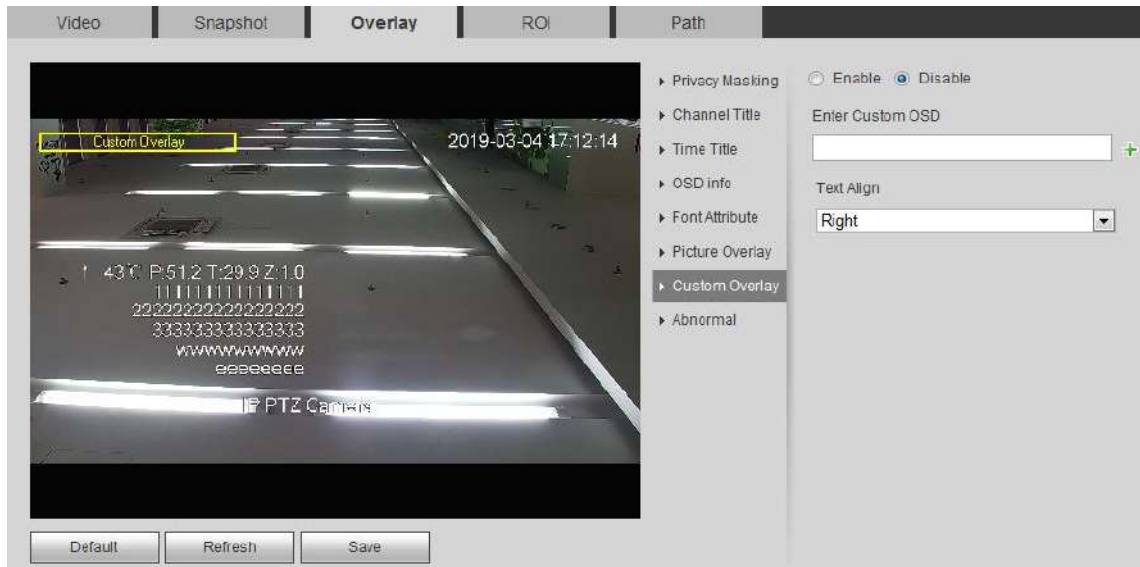 Video Snapshot Overlay ROI Path
Custom Overlay
2019-03-04 17:12:14
↑ 43℃ P:51.2 T:29.9 Z:1.0
11111111111111
22222222222222222
333333333333333
wwwwwwwwww
eeeeeeee
IP PTZ Camera
Privacy Masking
Channel Title
Time Title
OSD info
Font Attribute
Picture Overlay
Custom Overlay
Abnormal
Enable Disable
Enter Custom OSD
Text Align
Right
Default Refresh Save